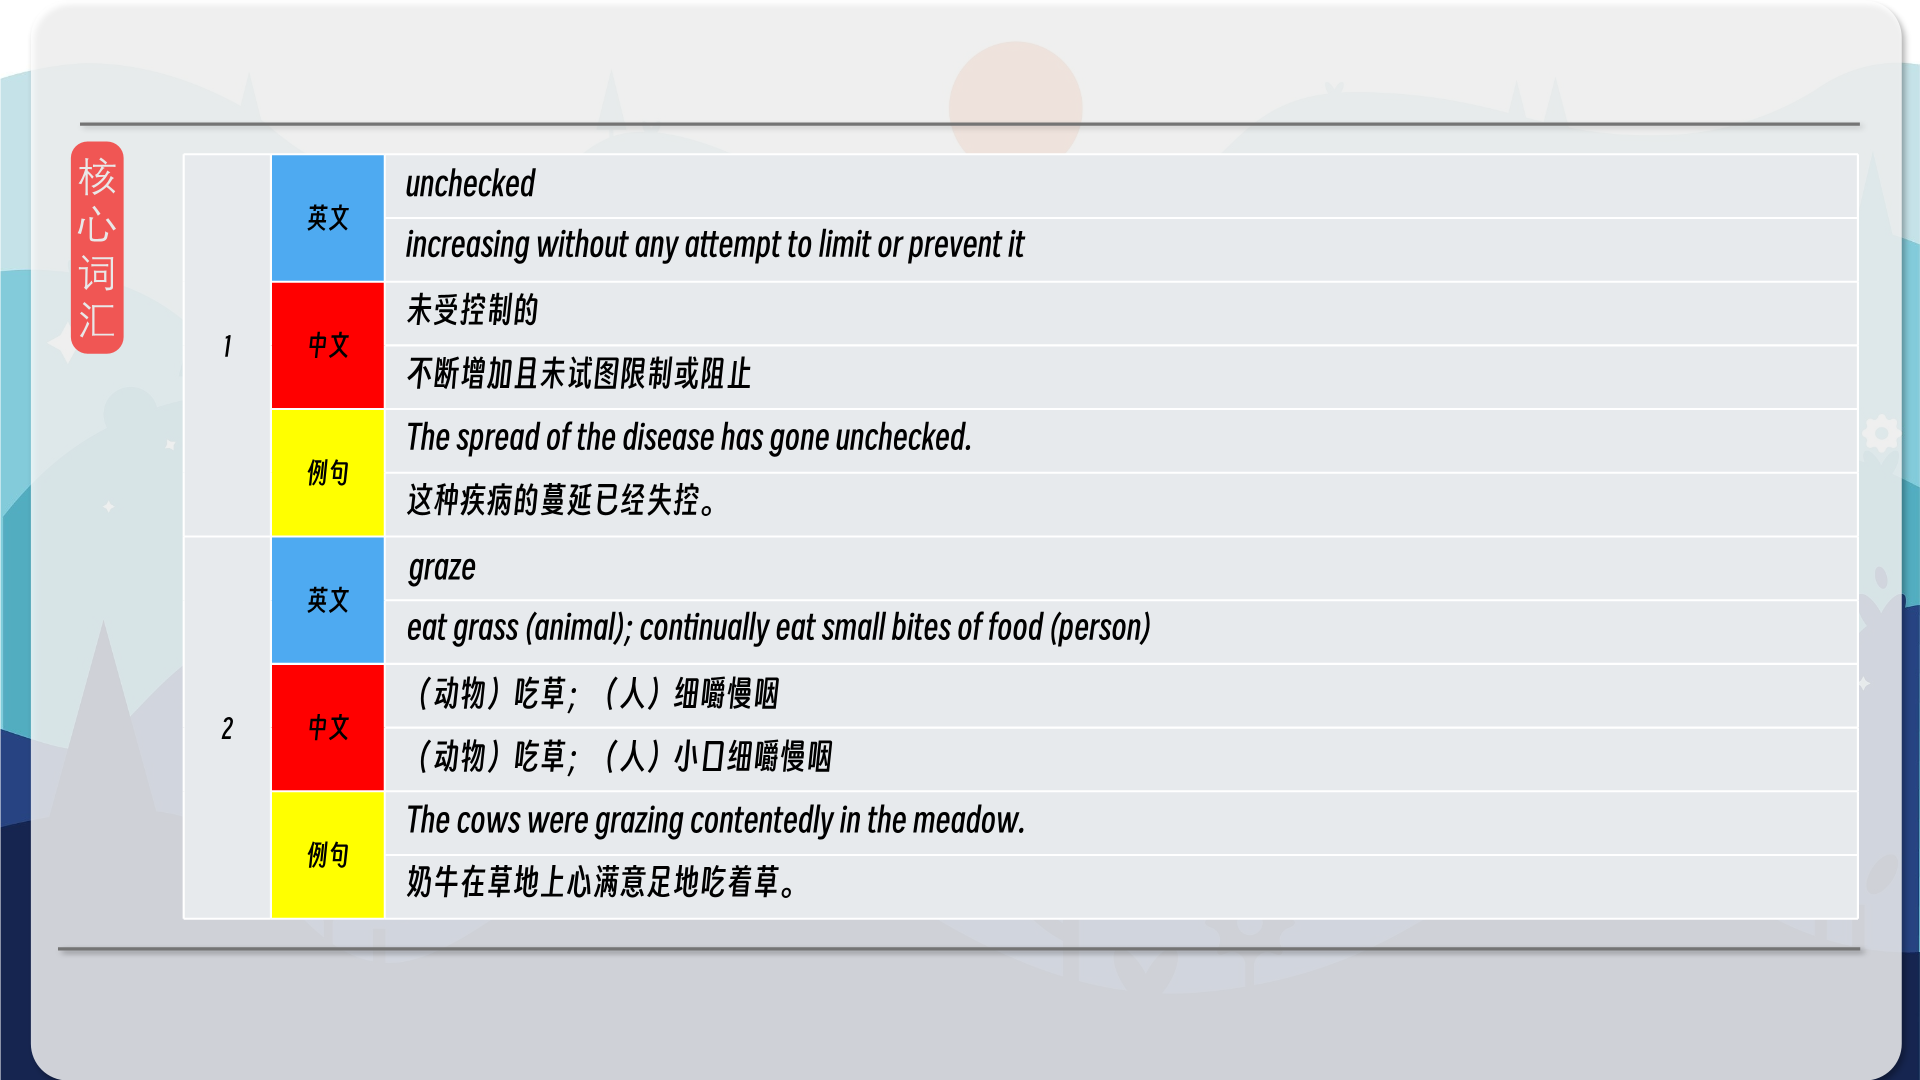 核心词汇
1
英文
unchecked
increasing without any attempt to limit or prevent it
中文
未受控制的
不断增加且未试图限制或阻止
例句
The spread of the disease has gone unchecked.
这种疾病的蔓延已经失控。
2
英文
graze
eat grass (animal); continually eat small bites of food (person)
中文
（动物）吃草；（人）细嚼慢咽
（动物）吃草；（人）小口细嚼慢咽
例句
The cows were grazing contentedly in the meadow.
奶牛在草地上心满意足地吃着草。